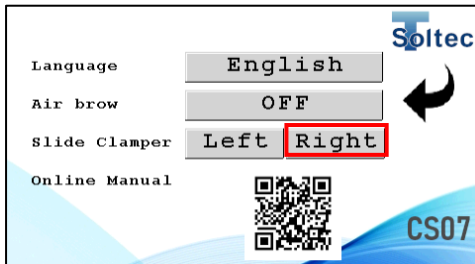 Soltec
Language English
Air brow OFF
Slide Clamper Left Right
Online Manual
CS07